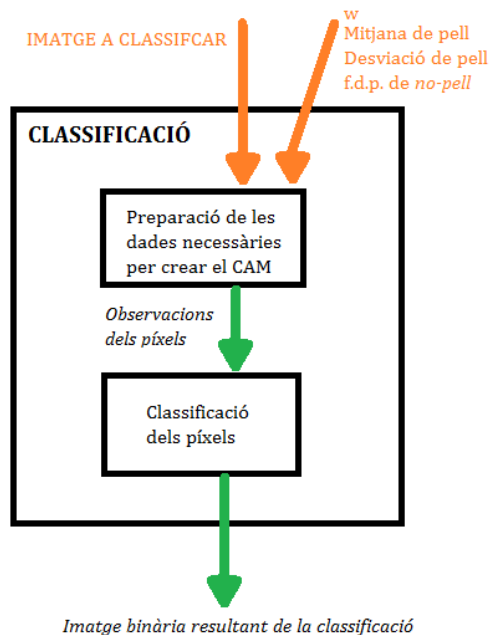 IMATGE A CLASSIFCAR
w
Mitjana de pell
Desviació de pell
f.d.p. de no-pell
CLASSIFICACIÓ
Preparació de les
dades necessàries
per crear el CAM
Observacions
dels píxels
Classificació
dels píxels
Imatge binària resultant de la classificació